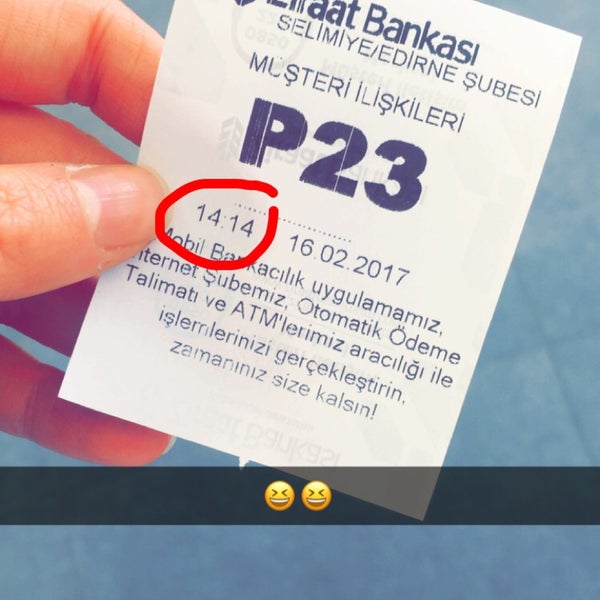 Ziraat Bankası
SELİMİYE/EDİRNE ŞUBESİ
MÜŞTERİ İLİŞKİLERİ
P23
14:14 16.02.2017
Mobil Bankacılık uygulamamız,
İnternet Şubemiz, Otomatik Ödeme
Talimatı ve ATM'lerimiz aracılığı ile
işlemlerinizi gerçekleştirin,
zamanınız size kalsın!
😆😆